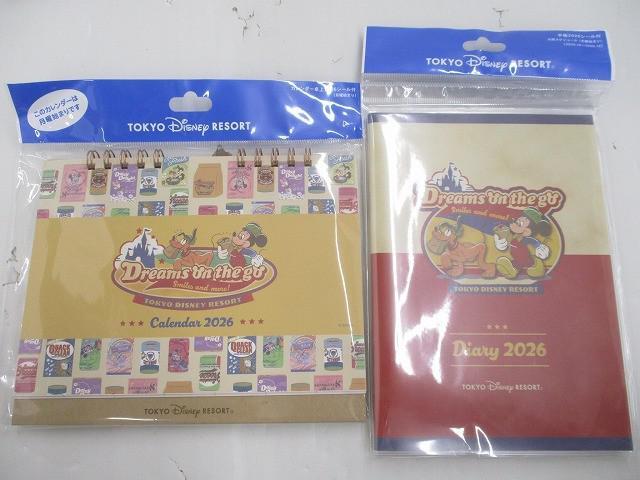 このカレンダーは
月曜始まりです
TOKYO Disney RESORT®
Dreams on the go
Smiles and more!
TOKYO DISNEY RESORT
Calendar 2026
QUACK
CLEAN
TOKYO Disney RESORT®
TOKYO Disney RESORT®
Dreams on the go
Smiles and more!
TOKYO DISNEY RESORT
Diary 2026
TOKYO Disney RESORT®